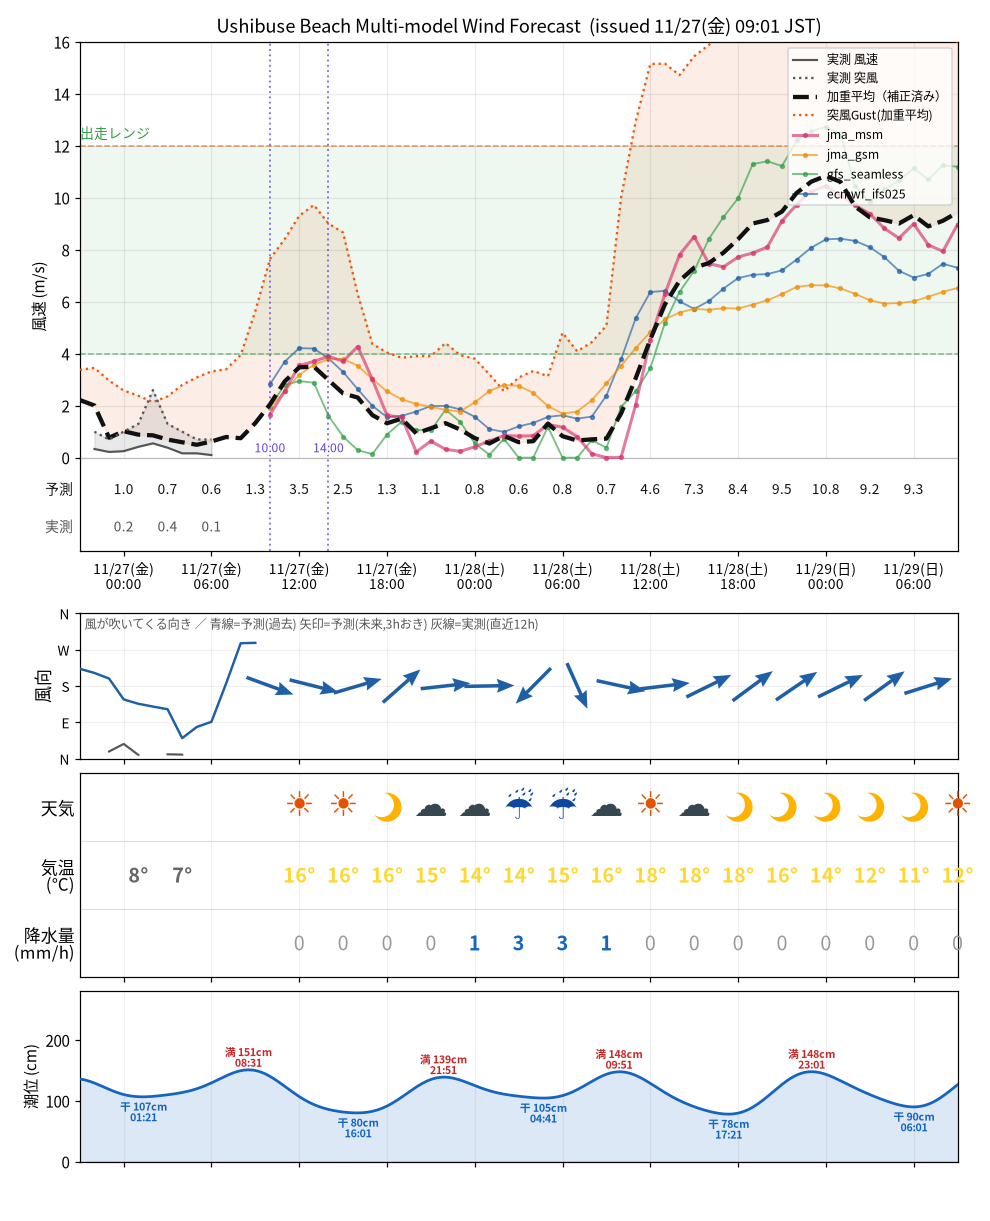 Ushibuse Beach Multi-model Wind Forecast (issued 11/27(金) 09:01 JST)
風速 (m/s)
16
14
12
10
8
6
4
2
0
出走レンジ
実測 風速
実測 突風
加重平均（補正済み）
突風Gust(加重平均)
jma_msm
jma_gsm
gfs_seamless
ecmwf_ifs025
10:00 14:00
予測 1.0 0.7 0.6 1.3 3.5 2.5 1.3 1.1 0.8 0.6 0.8 0.7 4.6 7.3 8.4 9.5 10.8 9.2 9.3
実測 0.2 0.4 0.1
11/27(金) 11/27(金) 11/27(金) 11/27(金) 11/28(土) 11/28(土) 11/28(土) 11/28(土) 11/29(日) 11/29(日)
00:00 06:00 12:00 18:00 00:00 06:00 12:00 18:00 00:00 06:00
風向
N
W
S
E
N
風が吹いてくる向き ／ 青線=予測(過去) 矢印=予測(未来,3hおき) 灰線=実測(直近12h)
天気
気温
(℃)
8° 7° 16° 16° 16° 15° 14° 14° 15° 16° 18° 18° 18° 16° 14° 12° 11° 12°
降水量
(mm/h)
0 0 0 0 1 3 3 1 0 0 0 0 0 0 0 0
潮位 (cm)
200
100
0
満 151cm
08:31
満 139cm
21:51
満 148cm
09:51
満 148cm
23:01
干 107cm
01:21
干 80cm
16:01
干 105cm
04:41
干 78cm
17:21
干 90cm
06:01